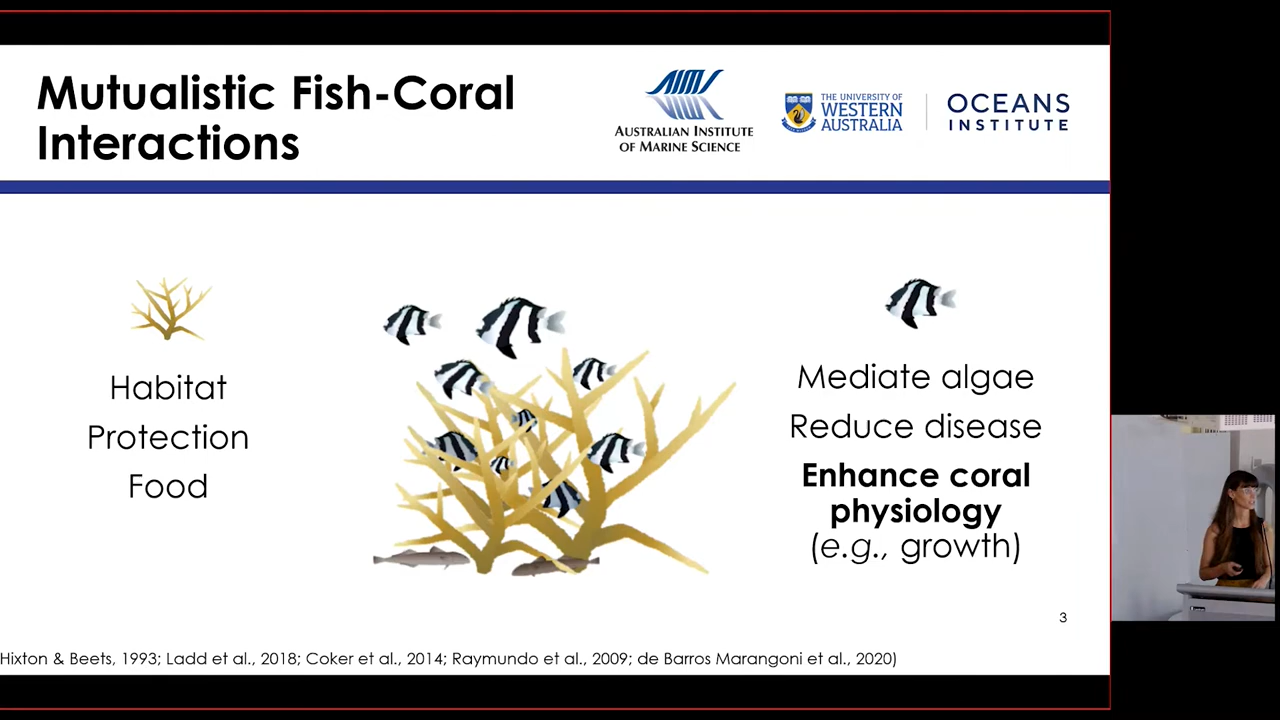 Mutualistic Fish-Coral
Interactions
AIMS
AUSTRALIAN INSTITUTE
OF MARINE SCIENCE
THE UNIVERSITY OF
WESTERN
AUSTRALIA
OCEANS
INSTITUTE
Habitat
Protection
Food
Mediate algae
Reduce disease
Enhance coral
physiology
(e.g., growth)
3
Hixton & Beets, 1993; Ladd et al., 2018; Coker et al., 2014; Raymundo et al., 2009; de Barros Marangoni et al., 2020)